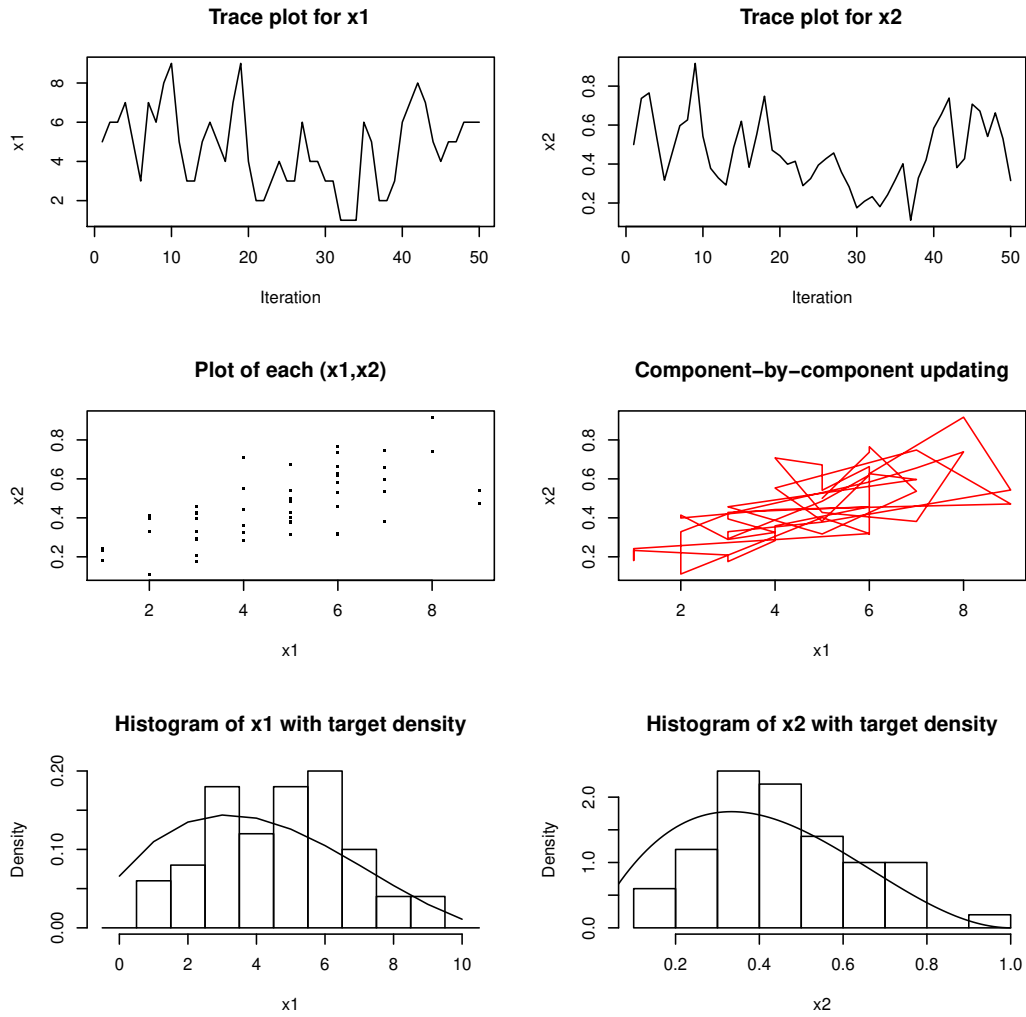 Trace plot for x1
x1
2 4 6 8
0 10 20 30 40 50
Iteration
Trace plot for x2
x2
0.2 0.4 0.6 0.8
0 10 20 30 40 50
Iteration
Plot of each (x1,x2)
x2
0.2 0.4 0.6 0.8
2 4 6 8
x1
Component−by−component updating
x2
0.2 0.4 0.6 0.8
2 4 6 8
x1
Histogram of x1 with target density
Density
0.00 0.10 0.20
0 2 4 6 8 10
x1
Histogram of x2 with target density
Density
0.0 1.0 2.0
0.2 0.4 0.6 0.8 1.0
x2